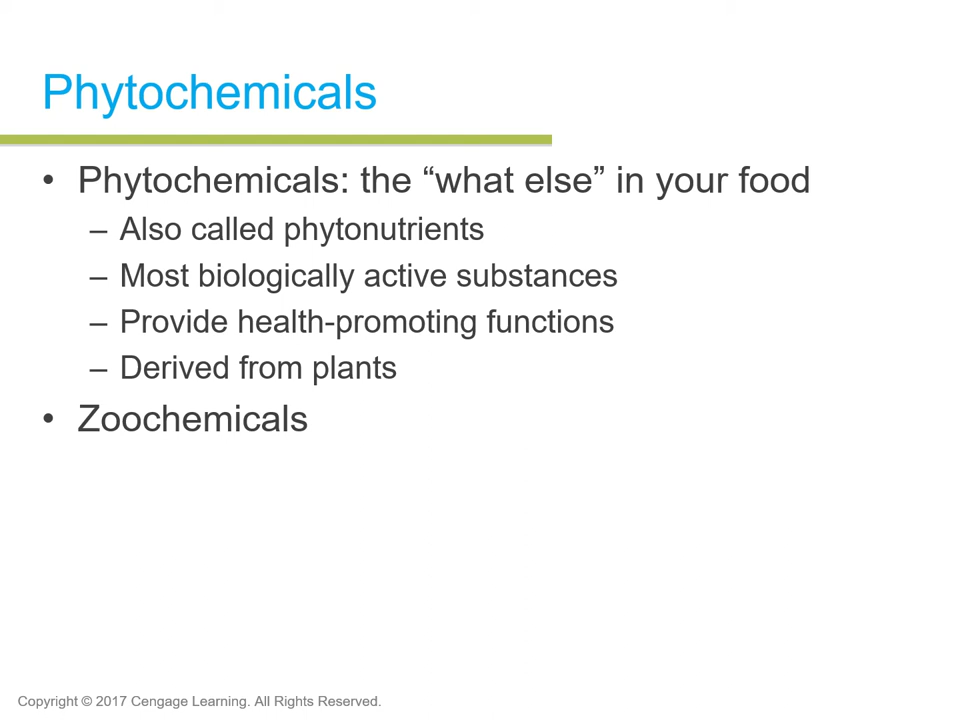 Phytochemicals
• Phytochemicals: the “what else” in your food
– Also called phytonutrients
– Most biologically active substances
– Provide health-promoting functions
– Derived from plants
• Zoochemicals
Copyright © 2017 Cengage Learning. All Rights Reserved.